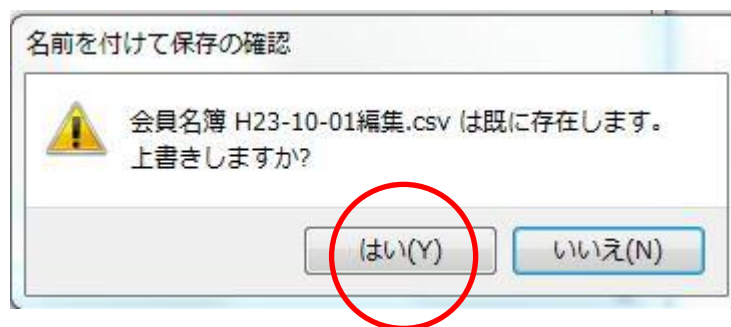 名前を付けて保存の確認
会員名簿 H23-10-01編集.csv は既に存在します。
上書きしますか?
はい(Y)
いいえ(N)